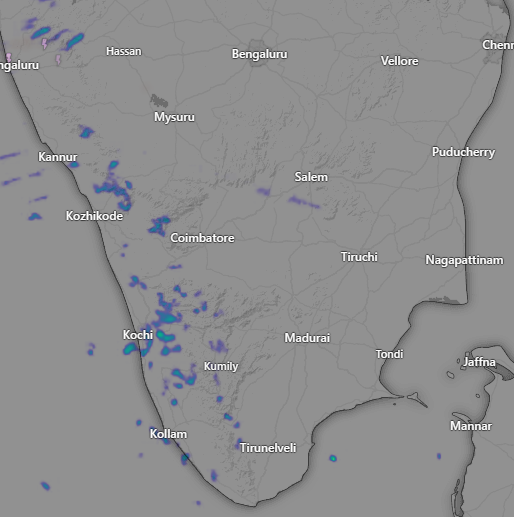 Chenn
Hassan
Bengaluru
Vellore
ngaluru
Mysuru
Puducherry
Kannur
Salem
Kozhikode
Coimbatore
Tiruchi
Nagapattinam
Kochi
Madurai
Tondi
Kumily
Jaffna
Mannar
Kollam
Tirunelveli